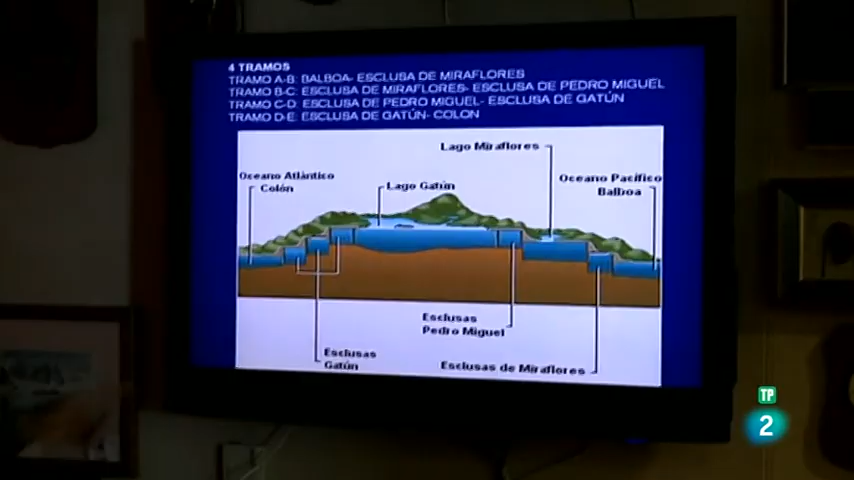 4 TRAMOS
TRAMO A-B: BALBOA- ESCLUSA DE MIRAFLORES
TRAMO B-C: ESCLUSA DE MIRAFLORES- ESCLUSA DE PEDRO MIGUEL
TRAMO C-D: ESCLUSA DE PEDRO MIGUEL- ESCLUSA DE GATÚN
TRAMO D-E: ESCLUSA DE GATÚN- COLON
Lago Miraflores
Oceano Atlàntico
Colón
Lago Gatún
Oceano Pacífico
Balboa
Esclusas
Pedro Miguel
Esclusas
Gatún
Esclusas de Miraflores
TP
2